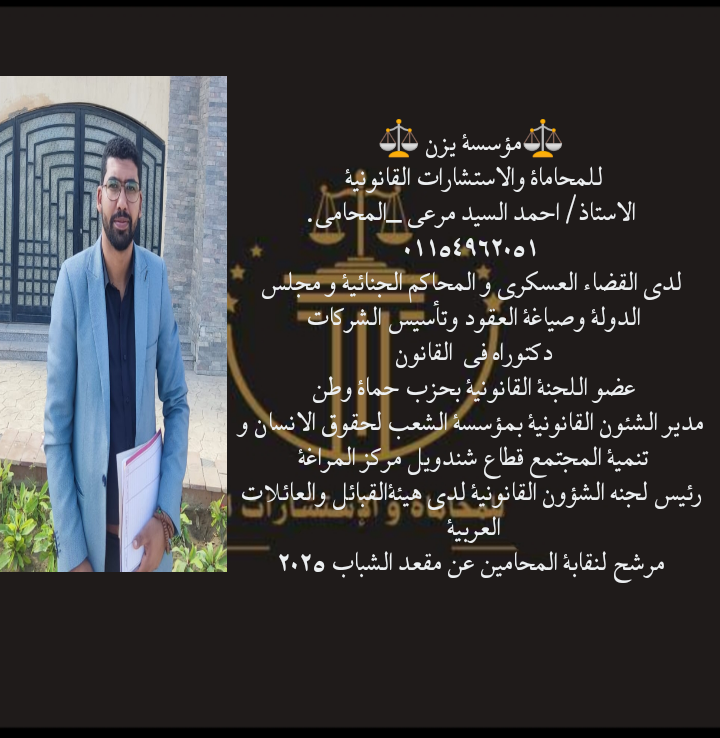 ⚖️مؤسسة يزن ⚖️
للمحاماة والاستشارات القانونية
الاستاذ/ احمد السيد مرعى _المحامى.
٠١١٥٤٩٦٢٠٥١
لدى القضاء العسكرى و المحاكم الجنائية و مجلس
الدولة وصياغة العقود وتأسيس الشركات
دكتوراه فى القانون
عضو اللجنة القانونية بحزب حماة وطن
مدير الشئون القانونية بمؤسسة الشعب لحقوق الانسان و
تنمية المجتمع قطاع شندويل مركز المراغة
رئيس لجنه الشؤون القانونية لدى هيئةالقبائل والعائلات
العربية
مرشح لنقابة المحامين عن مقعد الشباب ٢٠٢٥
للمحاماة و الإستشارات